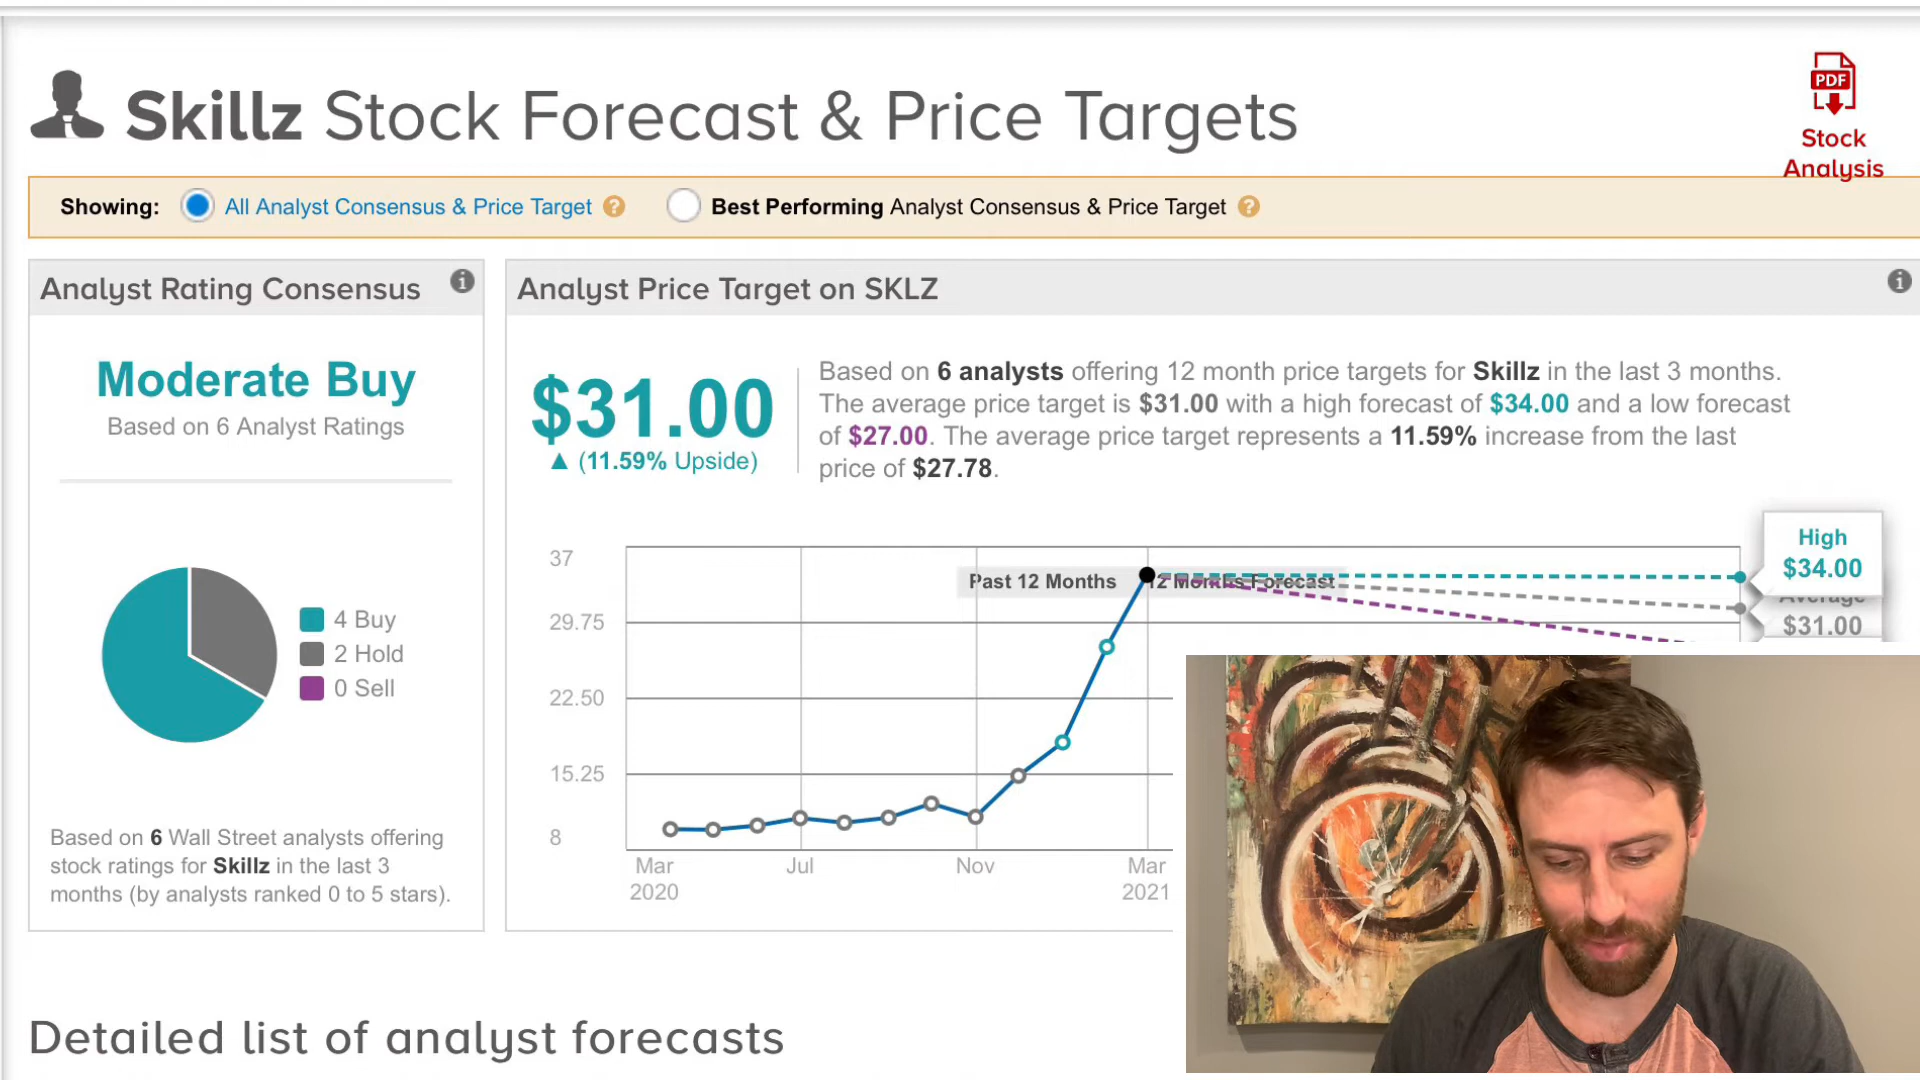 Skillz Stock Forecast & Price Targets
PDF
Stock
Analysis
Showing: All Analyst Consensus & Price Target ? Best Performing Analyst Consensus & Price Target ?
Analyst Rating Consensus i
Moderate Buy
Based on 6 Analyst Ratings
4 Buy
2 Hold
0 Sell
Based on 6 Wall Street analysts offering
stock ratings for Skillz in the last 3
months (by analysts ranked 0 to 5 stars).
Analyst Price Target on SKLZ i
$31.00
▲ (11.59% Upside)
Based on 6 analysts offering 12 month price targets for Skillz in the last 3 months.
The average price target is $31.00 with a high forecast of $34.00 and a low forecast
of $27.00. The average price target represents a 11.59% increase from the last
price of $27.78.
37
29.75
22.50
15.25
8
Past 12 Months
12 Months Forecast
High
$34.00
Average
$31.00
Mar
2020
Jul
Nov
Mar
2021
Detailed list of analyst forecasts